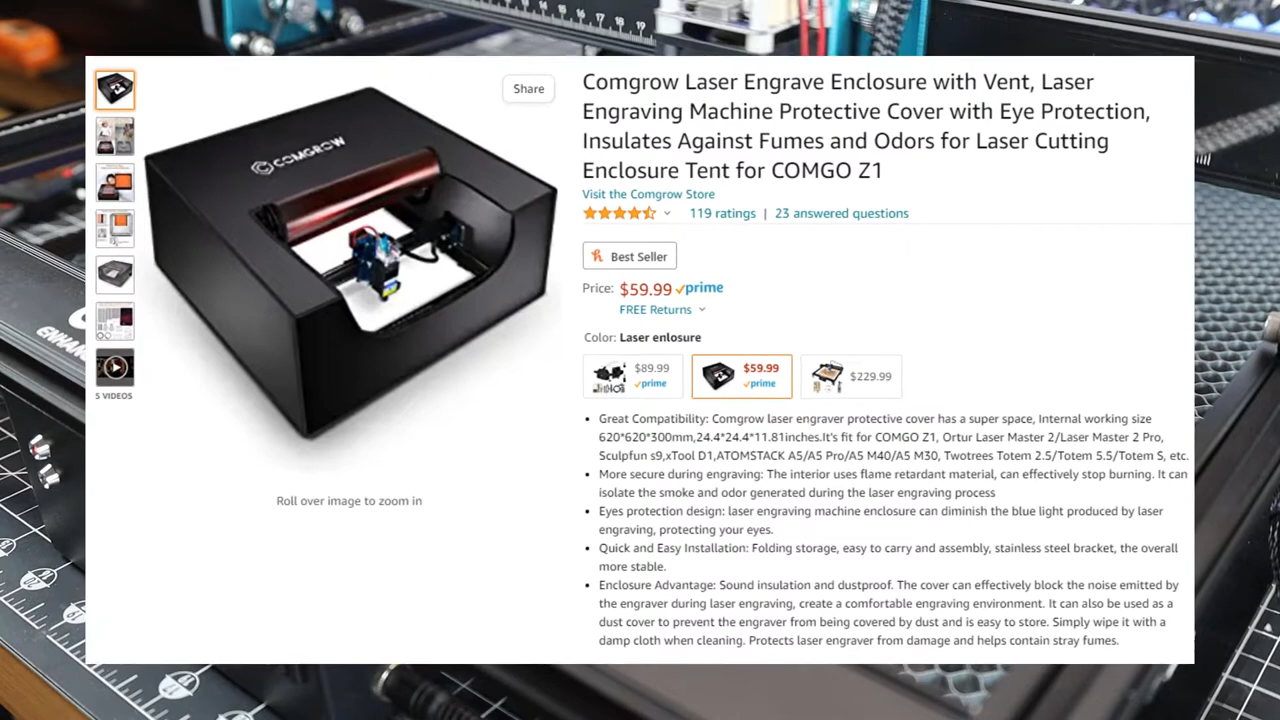 15 16 17 18 19
Share
COMGROW
Comgrow Laser Engrave Enclosure with Vent, Laser
Engraving Machine Protective Cover with Eye Protection,
Insulates Against Fumes and Odors for Laser Cutting
Enclosure Tent for COMGO Z1
Visit the Comgrow Store
119 ratings | 23 answered questions
Best Seller
Price: $59.99 prime
FREE Returns
Color: Laser enlosure
$89.99
prime
$59.99
prime
$229.99
5 VIDEOS
Roll over image to zoom in
• Great Compatibility: Comgrow laser engraver protective cover has a super space, Internal working size
620*620*300mm,24.4*24.4*11.81inches.It's fit for COMGO Z1, Ortur Laser Master 2/Laser Master 2 Pro,
Sculpfun s9,xTool D1,ATOMSTACK A5/A5 Pro/A5 M40/A5 M30, Twotrees Totem 2.5/Totem 5.5/Totem S, etc.
• More secure during engraving: The interior uses flame retardant material, can effectively stop burning. It can
isolate the smoke and odor generated during the laser engraving process
• Eyes protection design: laser engraving machine enclosure can diminish the blue light produced by laser
engraving, protecting your eyes.
• Quick and Easy Installation: Folding storage, easy to carry and assembly, stainless steel bracket, the overall
more stable.
• Enclosure Advantage: Sound insulation and dustproof. The cover can effectively block the noise emitted by
the engraver during laser engraving, create a comfortable engraving environment. It can also be used as a
dust cover to prevent the engraver from being covered by dust and is easy to store. Simply wipe it with a
damp cloth when cleaning. Protects laser engraver from damage and helps contain stray fumes.
20
19
18